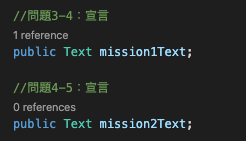 //問題3-4：宣言
1 reference
public Text mission1Text;
//問題4-5：宣言
0 references
public Text mission2Text;